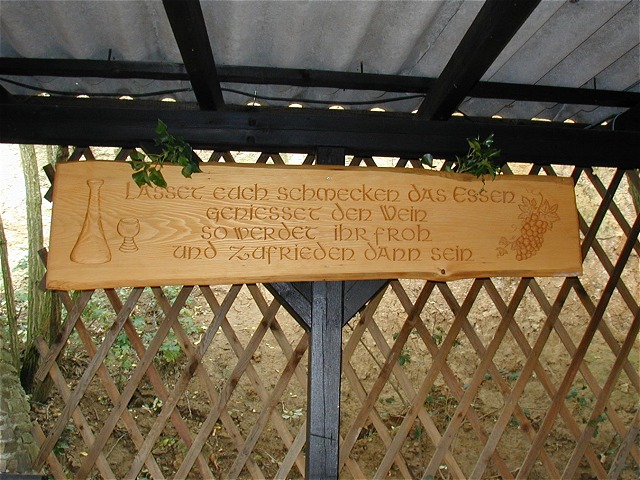 Lasset euch schmecken das Essen
geniesset den Wein
so werdet ihr froh
und zufrieden dann sein